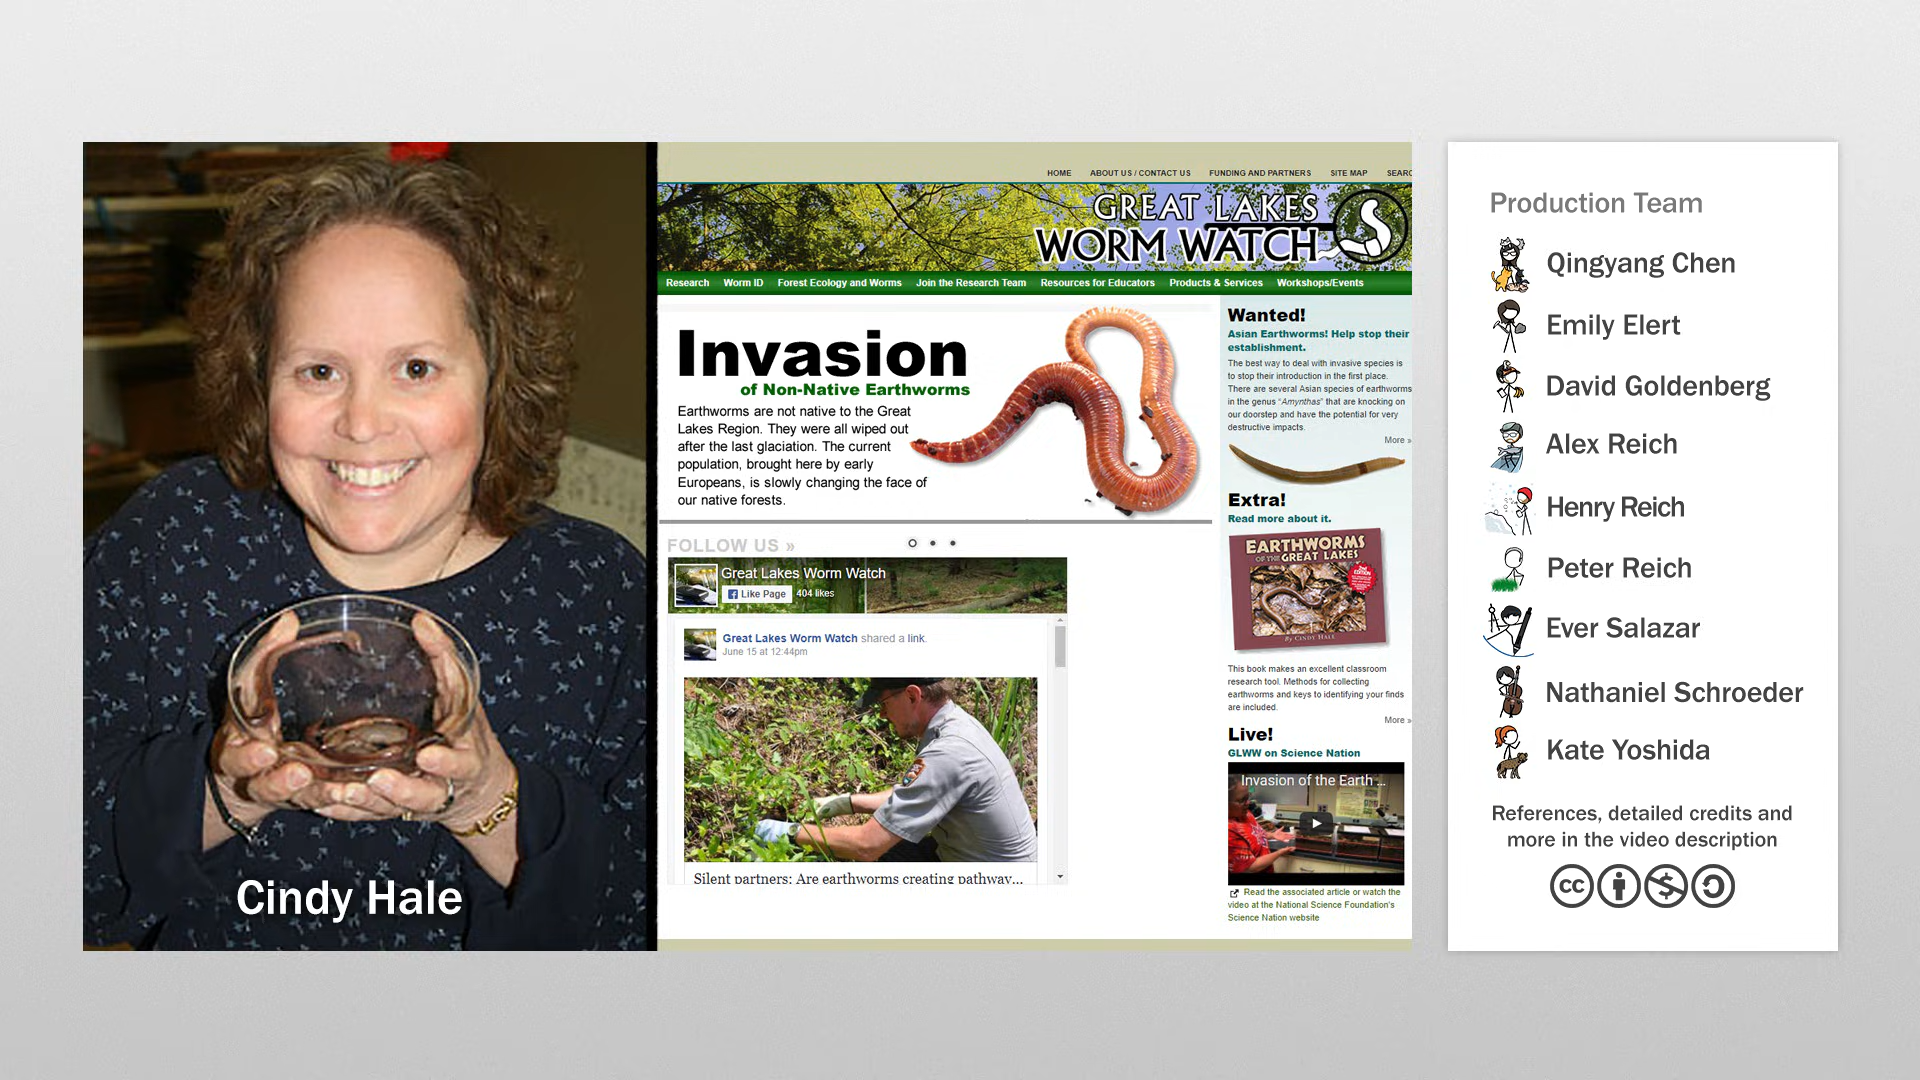 Cindy Hale
HOME ABOUT US / CONTACT US FUNDING AND PARTNERS SITE MAP SEARC
GREAT LAKES
WORM WATCH
Research Worm ID Forest Ecology and Worms Join the Research Team Resources for Educators Products & Services Workshops/Events
Invasion
of Non-Native Earthworms
Earthworms are not native to the Great
Lakes Region. They were all wiped out
after the last glaciation. The current
population, brought here by early
Europeans, is slowly changing the face of
our native forests.
FOLLOW US »
Great Lakes Worm Watch
Like Page 404 likes
Great Lakes Worm Watch shared a link.
June 15 at 12:44pm
Silent partners: Are earthworms creating pathway...
Wanted!
Asian Earthworms! Help stop their
establishment.
The best way to deal with invasive species is
to stop their introduction in the first place.
There are several Asian species of earthworms
in the genus “Amynthas” that are knocking on
our doorstep and have the potential for very
destructive impacts.
More »
Extra!
Read more about it.
EARTHWORMS
OF THE GREAT LAKES
By CINDY HALE
This book makes an excellent classroom
research tool. Methods for collecting
earthworms and keys to identifying your finds
are included.
More »
Live!
GLWW on Science Nation
Invasion of the Earth ...
Read the associated article or watch the
video at the National Science Foundation's
Science Nation website
Production Team
Qingyang Chen
Emily Elert
David Goldenberg
Alex Reich
Henry Reich
Peter Reich
Ever Salazar
Nathaniel Schroeder
Kate Yoshida
References, detailed credits and
more in the video description
cc